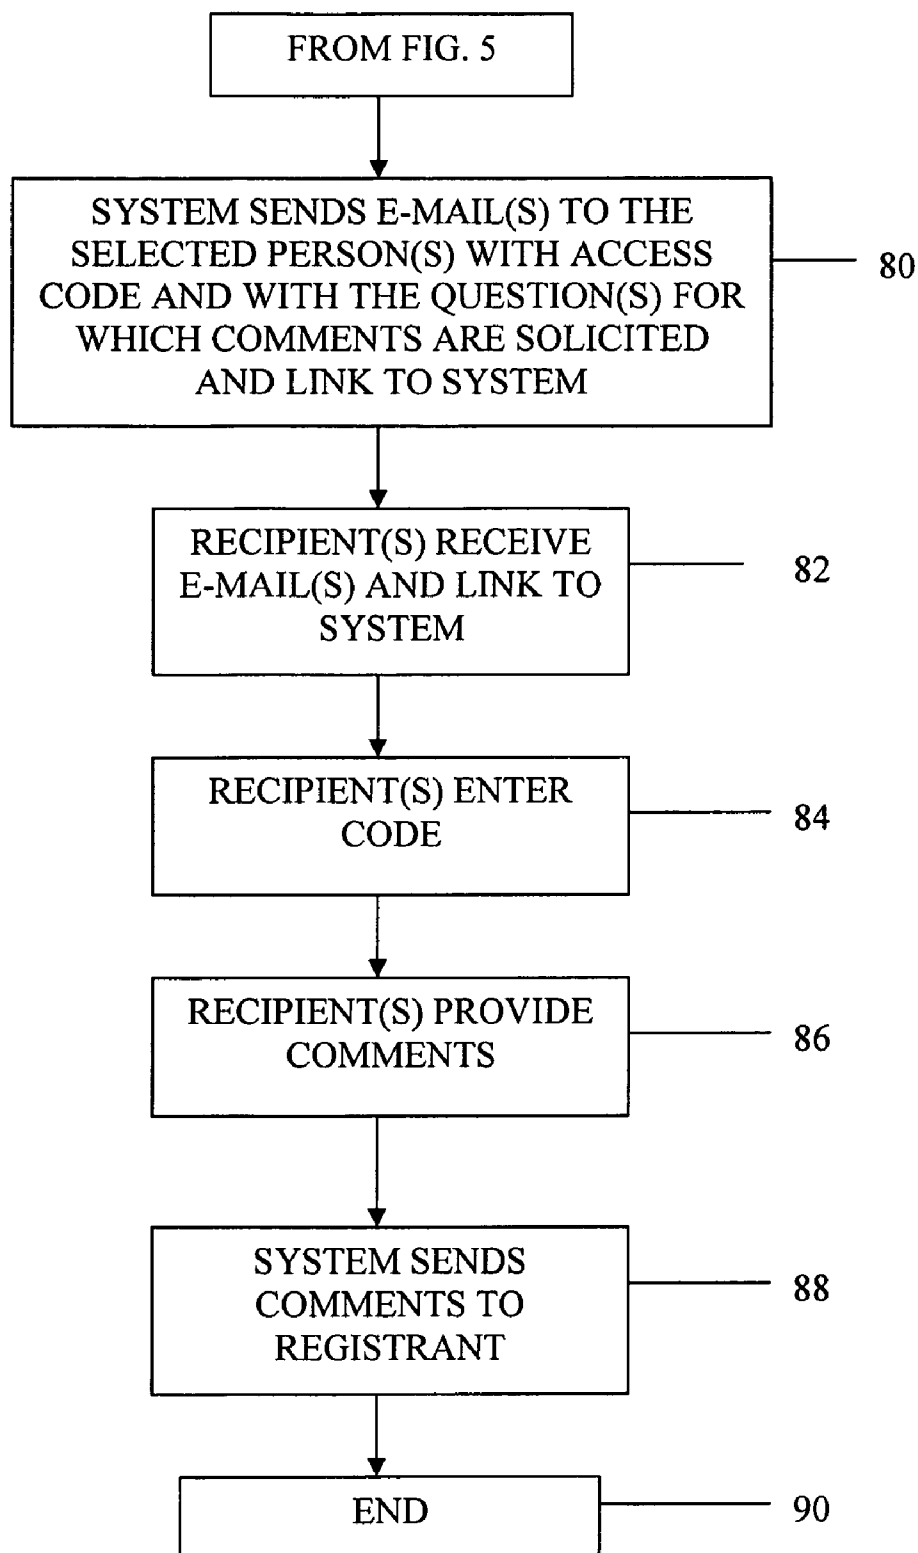 FROM FIG. 5
SYSTEM SENDS E-MAIL(S) TO THE
SELECTED PERSON(S) WITH ACCESS
CODE AND WITH THE QUESTION(S) FOR
WHICH COMMENTS ARE SOLICITED
AND LINK TO SYSTEM
80
RECIPIENT(S) RECEIVE
E-MAIL(S) AND LINK TO
SYSTEM
82
RECIPIENT(S) ENTER
CODE
84
RECIPIENT(S) PROVIDE
COMMENTS
86
SYSTEM SENDS
COMMENTS TO
REGISTRANT
88
END
90